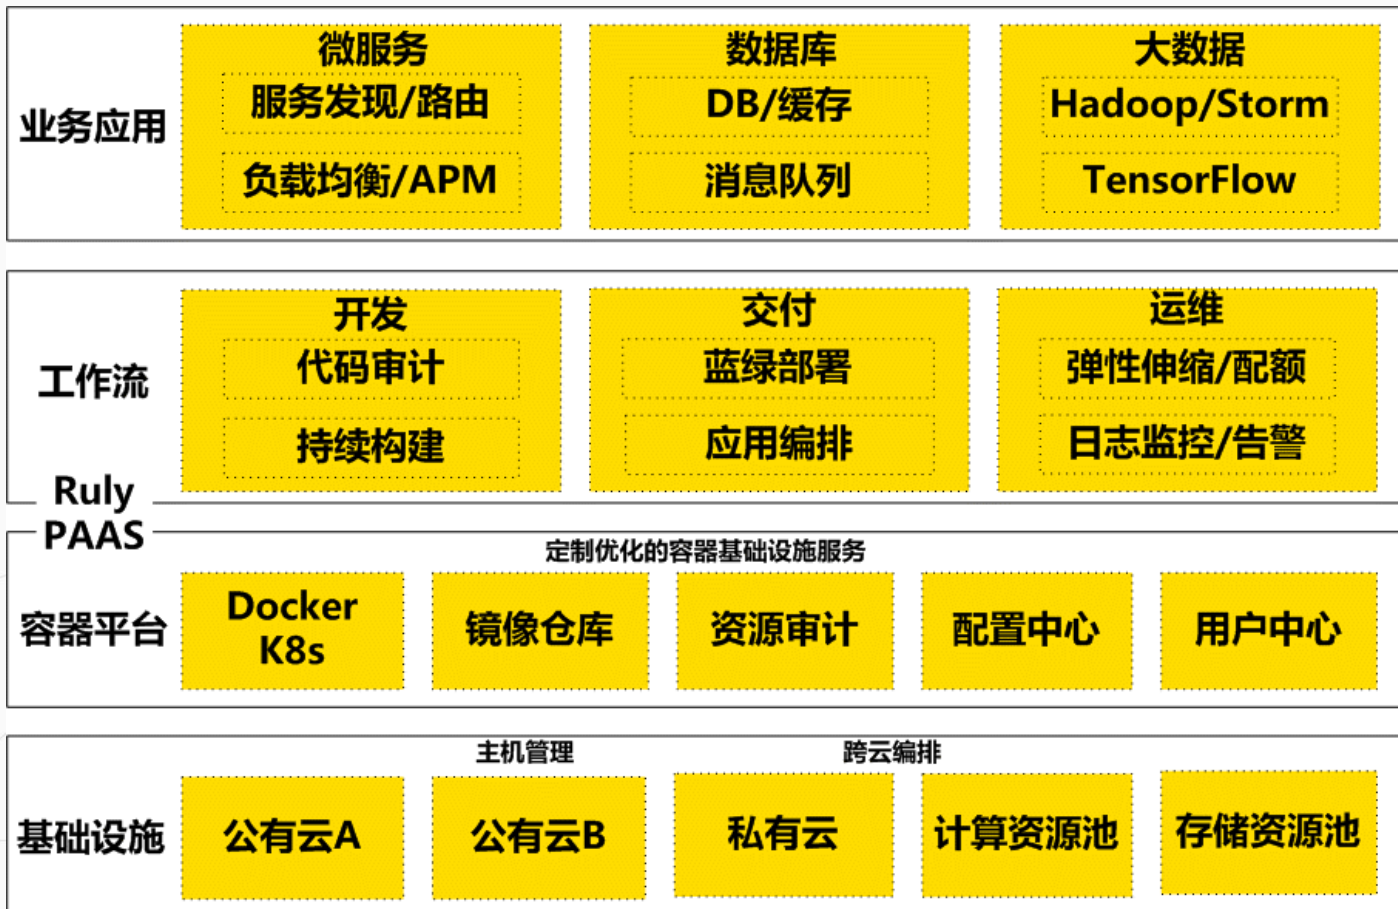 业务应用
微服务
服务发现/路由
负载均衡/APM
数据库
DB/缓存
消息队列
大数据
Hadoop/Storm
TensorFlow
工作流
开发
代码审计
持续构建
交付
蓝绿部署
应用编排
运维
弹性伸缩/配额
日志监控/告警
Ruly
PAAS
容器平台
定制优化的容器基础设施服务
Docker
K8s
镜像仓库
资源审计
配置中心
用户中心
基础设施
主机管理
跨云编排
公有云A
公有云B
私有云
计算资源池
存储资源池